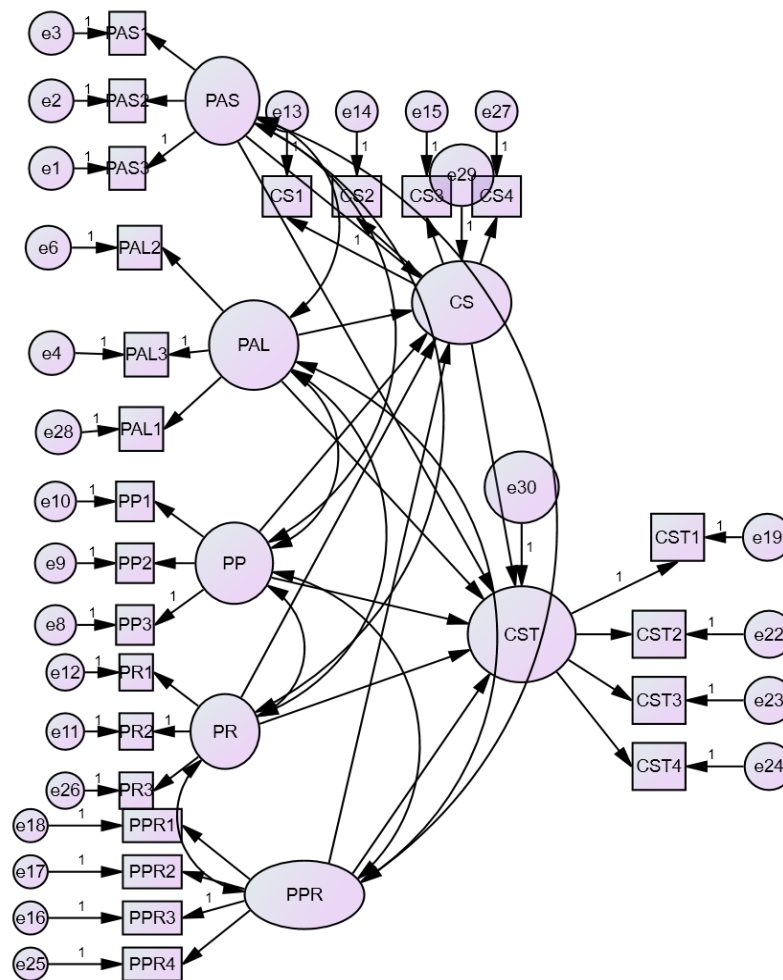 e3 1 PAS1
e2 1 PAS2
e1 1 PAS3 1
PAS
e13 e14 e15 e27
1 1 1 1
e29
CS1 CS2 CS3 CS4
1 1
CS
e6 1 PAL2
e4 1 PAL3 1
PAL
e28 1 PAL1
e10 1 PP1
e9 1 PP2
e8 1 PP3 1
PP
e30
1
CST
1
CST1 1 e19
CST2 1 e22
CST3 1 e23
CST4 1 e24
e12 1 PR1
e11 1 PR2 1
PR
e26 1 PR3
e18 1 PPR1
e17 1 PPR2
e16 1 PPR3 1
PPR
e25 1 PPR4